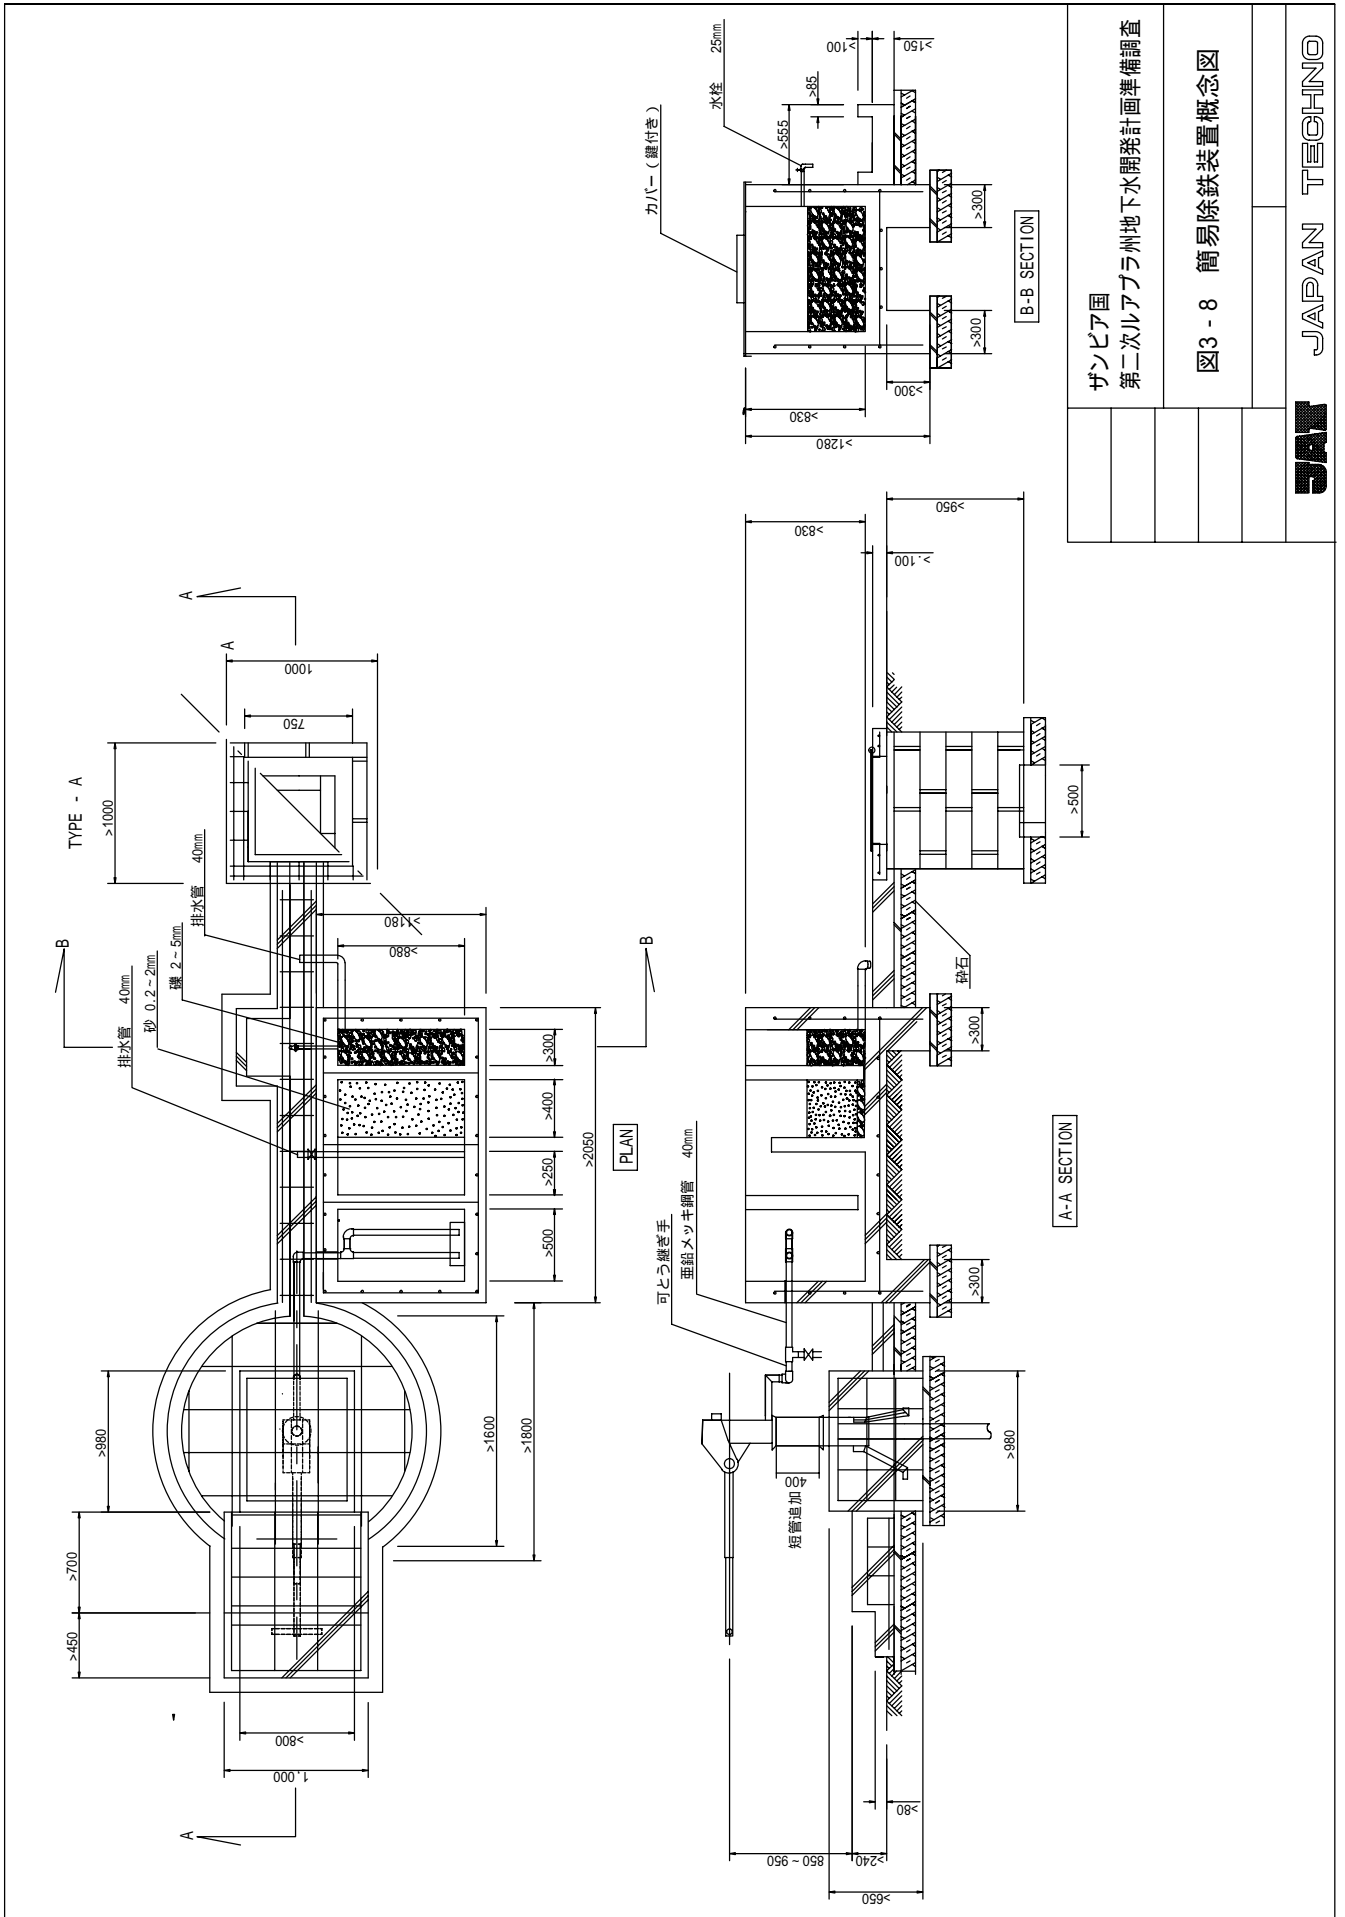 TYPE - A
A
A
>1000
1000
750
B
排水管 40mm
砂 0.2～2mm
礫 2～5mm
排水管 40mm
>1180
>880
B
>300
>400
>250
>500
>2050
PLAN
>980
>700
>450
>1600
>1800
>800
1,000
A
カバー(鍵付き)
水栓 25mm
>555
>85
>100
>150
>300
>300
>300
>830
>1280
B-B SECTION
>830
>.100
>950
>500
砕石
>300
可とう継ぎ手
亜鉛メッキ鋼管 40mm
>300
400
短管追加
>980
850～950
>240
>80
>650
A-A SECTION
ザンビア国
第二次ルアプラ州地下水開発計画準備調査
図3-8 簡易除鉄装置概念図
JAT JAPAN TECHNO